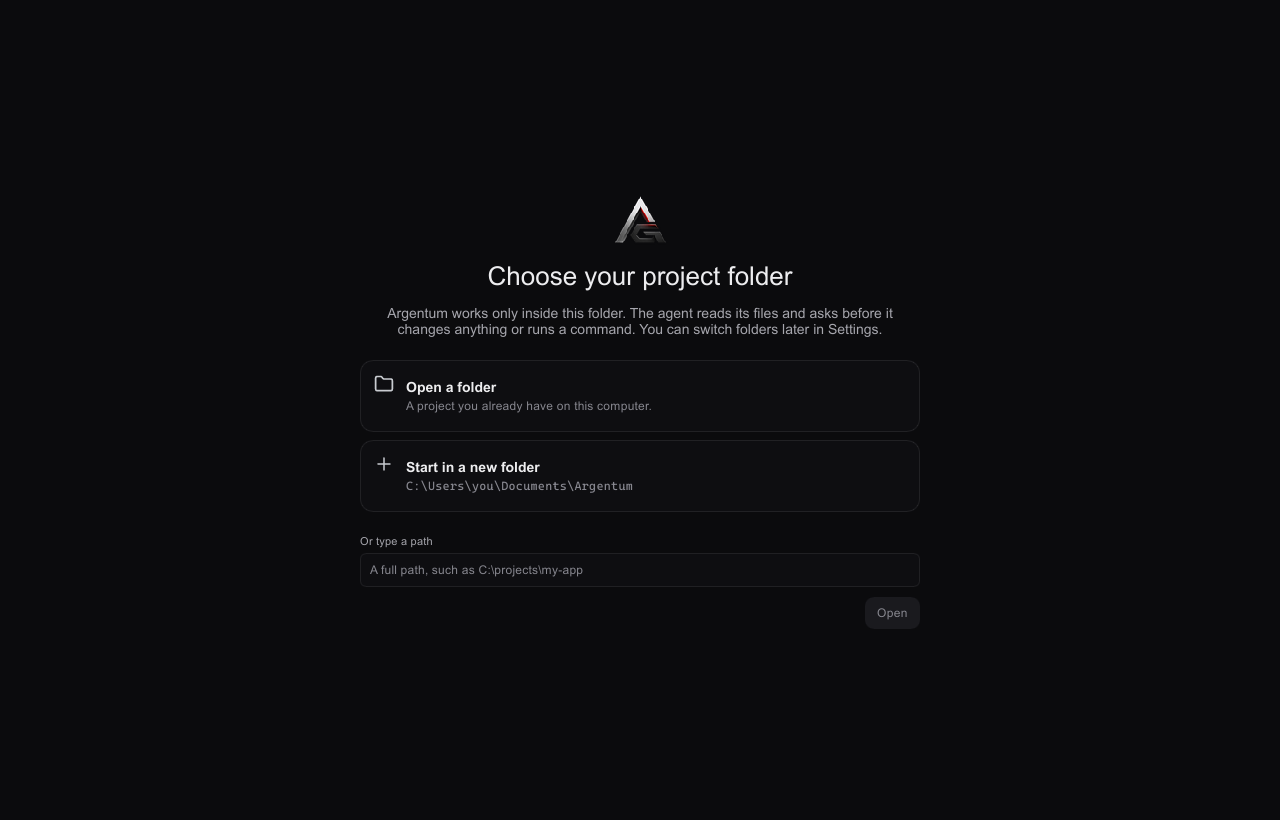 Choose your project folder
Argentum works only inside this folder. The agent reads its files and asks before it
changes anything or runs a command. You can switch folders later in Settings.
Open a folder
A project you already have on this computer.
Start in a new folder
C:\Users\you\Documents\Argentum
Or type a path
A full path, such as C:\projects\my-app
Open